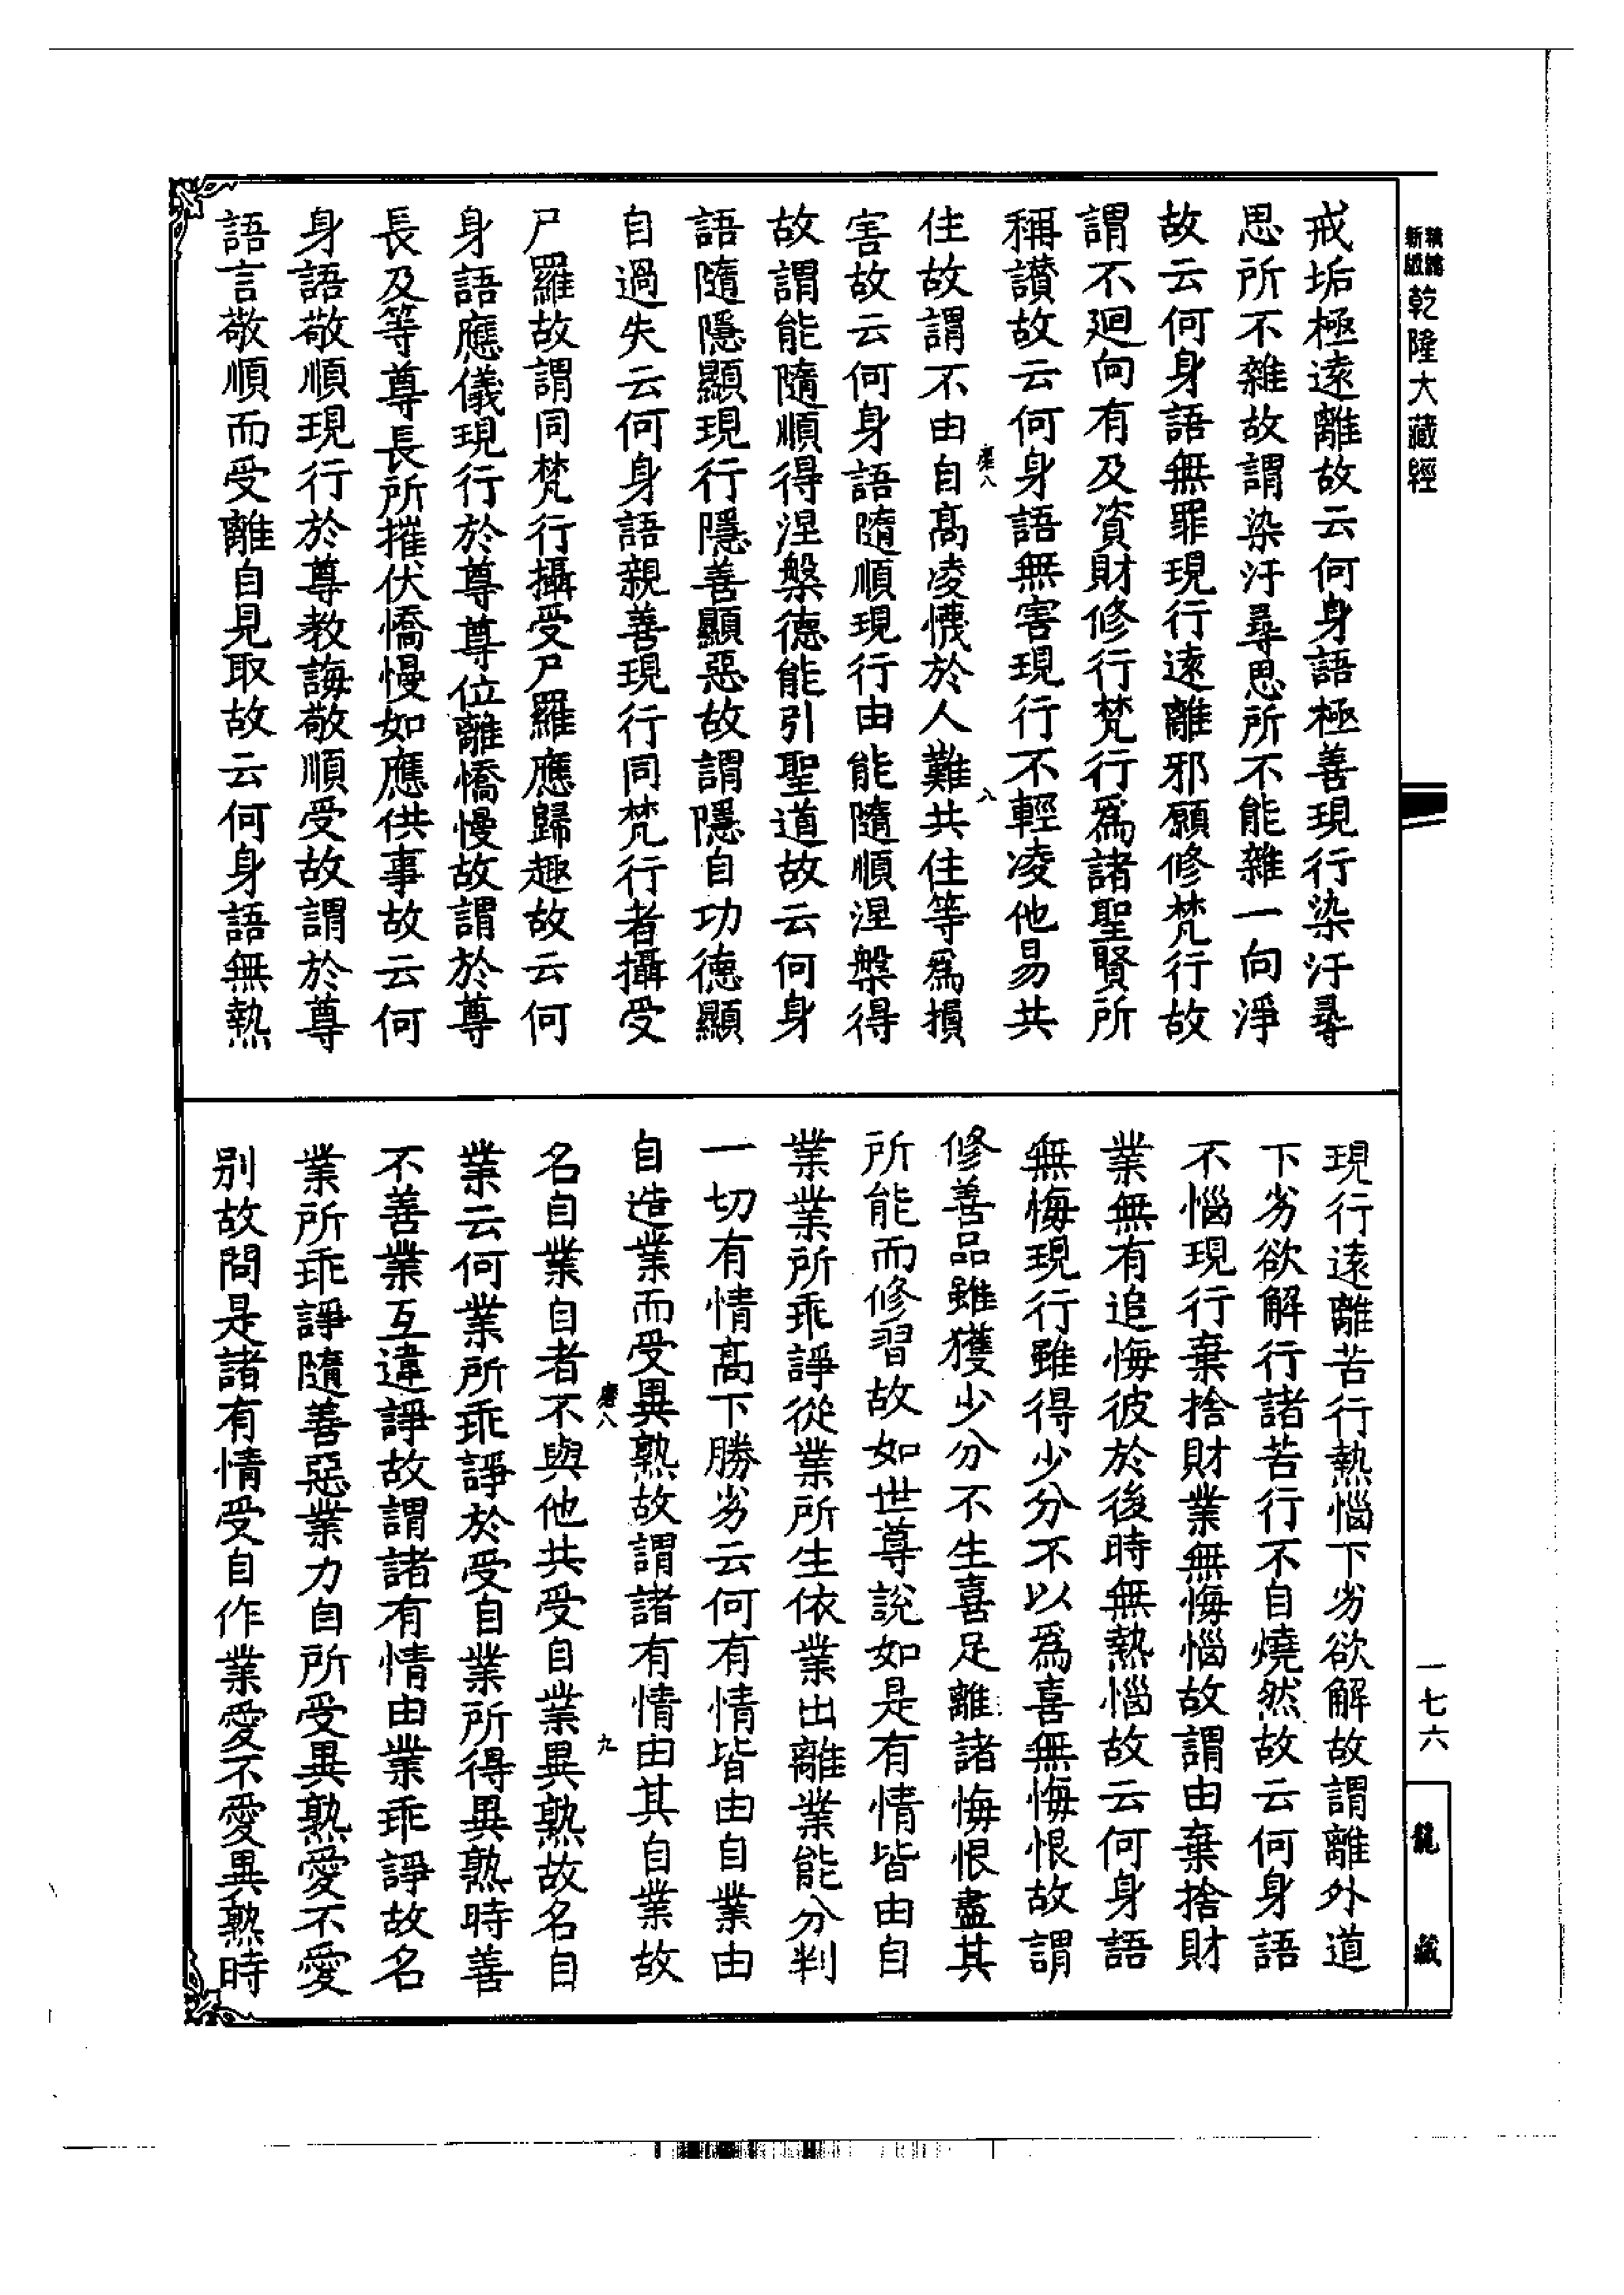 新編縮版
乾隆大藏經
戒垢極遠離故云何身語極善現行染汙尋
思所不雜故謂染汙尋思所不能雜一向淨
故云何身語無罪現行遠離邪願修梵行故
謂不迴向有及資財修行梵行爲諸聖賢所
稱讃故云何身語無害現行不輕凌他易共
住故謂不由自高凌懱於人難共住等爲損
害故云何身語隨順現行由能隨順涅槃得
故謂能隨順得涅槃德能引聖道故云何身
語隨隱顯現行隱善顯惡故謂隱自功德顯
自過失云何身語親善現行同梵行者攝受
尸羅故謂同梵行攝受尸羅應歸趣故云何
身語應儀現行於尊尊位離憍慢故謂於尊
長及等尊長所摧伏憍慢如應供事故云何
身語敬順現行於尊教誨敬順受故謂於尊
語言敬順而受離自見取故云何身語無熱
現行遠離苦行熱惱下劣欲解故謂離外道
下劣欲解行諸苦行不自燒然故云何身語
不惱現行棄捨財業無悔惱故謂由棄捨財
業無有追悔彼於後時無熱惱故云何身語
無悔現行雖得少分不以爲喜無悔恨故謂
修善品雖獲少分不生喜足離諸悔恨盡其
所能而修習故如世尊說如是有情皆由自
業業所乖諍從業所生依業出離業能分判
一切有情高下勝劣云何有情皆由自業由
自造業而受異熟故謂諸有情由其自業故
名自業自者不與他共受自業異熟故名自
業云何業所乖諍於受自業所得異熟時善
不善業互違諍故謂諸有情由業乖諍故名
業所乖諍隨善惡業力自所受異熟愛不愛
別故問是諸有情受自作業愛不愛異熟時
八
九
一七六
龍藏